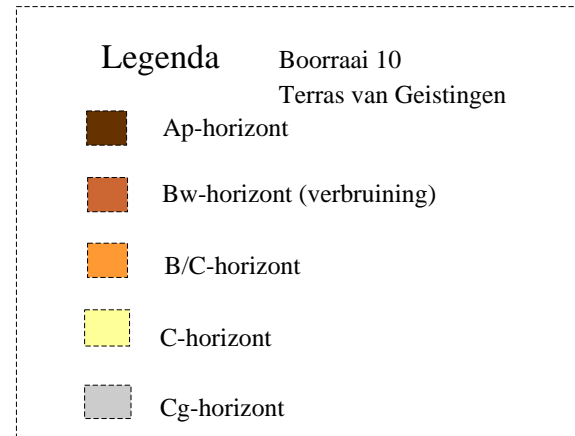 Legenda
Boorraai 10
Terras van Geistingen
Ap-horizont
Bw-horizont (verbruining)
B/C-horizont
C-horizont
Cg-horizont